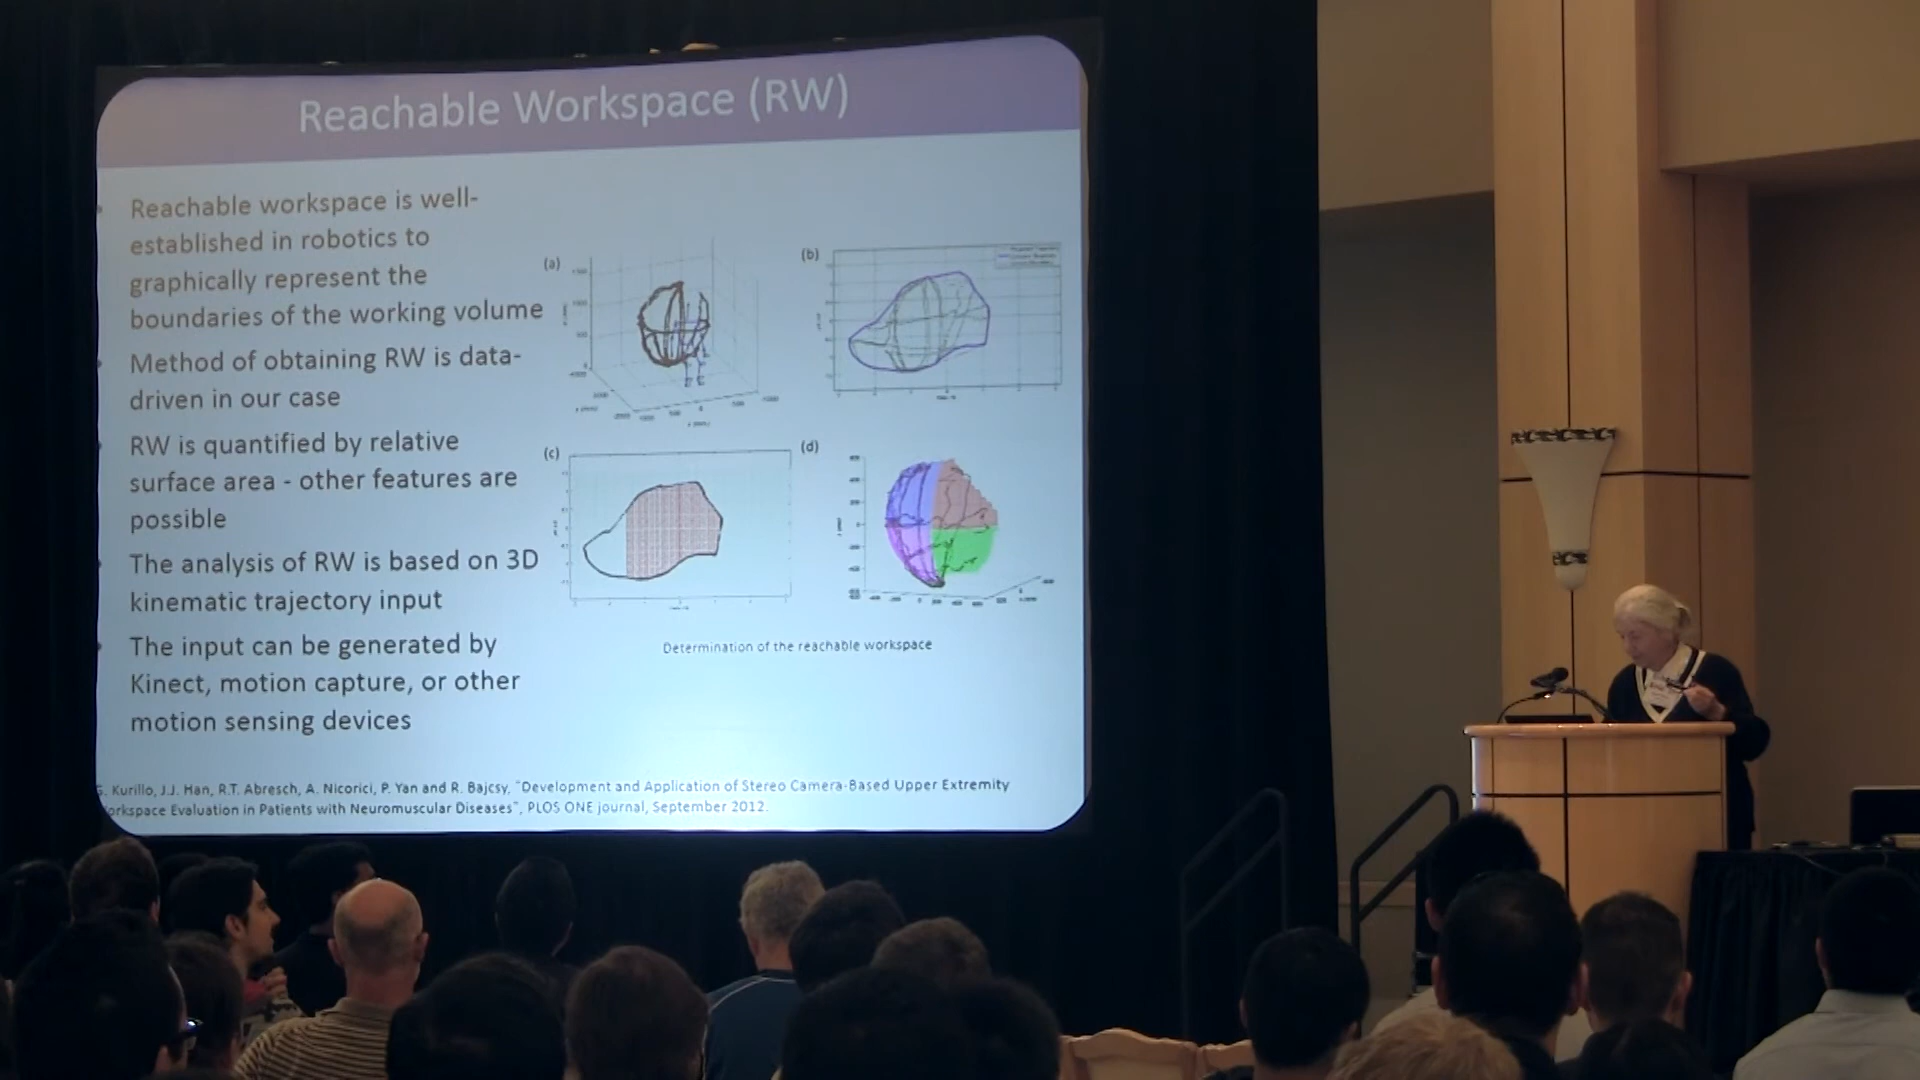 Reachable Workspace (RW)
Reachable workspace is well-
established in robotics to
graphically represent the
boundaries of the working volume
Method of obtaining RW is data-
driven in our case
RW is quantified by relative
surface area - other features are
possible
The analysis of RW is based on 3D
kinematic trajectory input
The input can be generated by
Kinect, motion capture, or other
motion sensing devices
(a)
(b)
(c)
(d)
Determination of the reachable workspace
. Kurillo, J.J. Han, R.T. Abresch, A. Nicorici, P. Yan and R. Bajcsy, "Development and Application of Stereo Camera-Based Upper Extremity
orkspace Evaluation in Patients with Neuromuscular Diseases", PLOS ONE journal, September 2012.